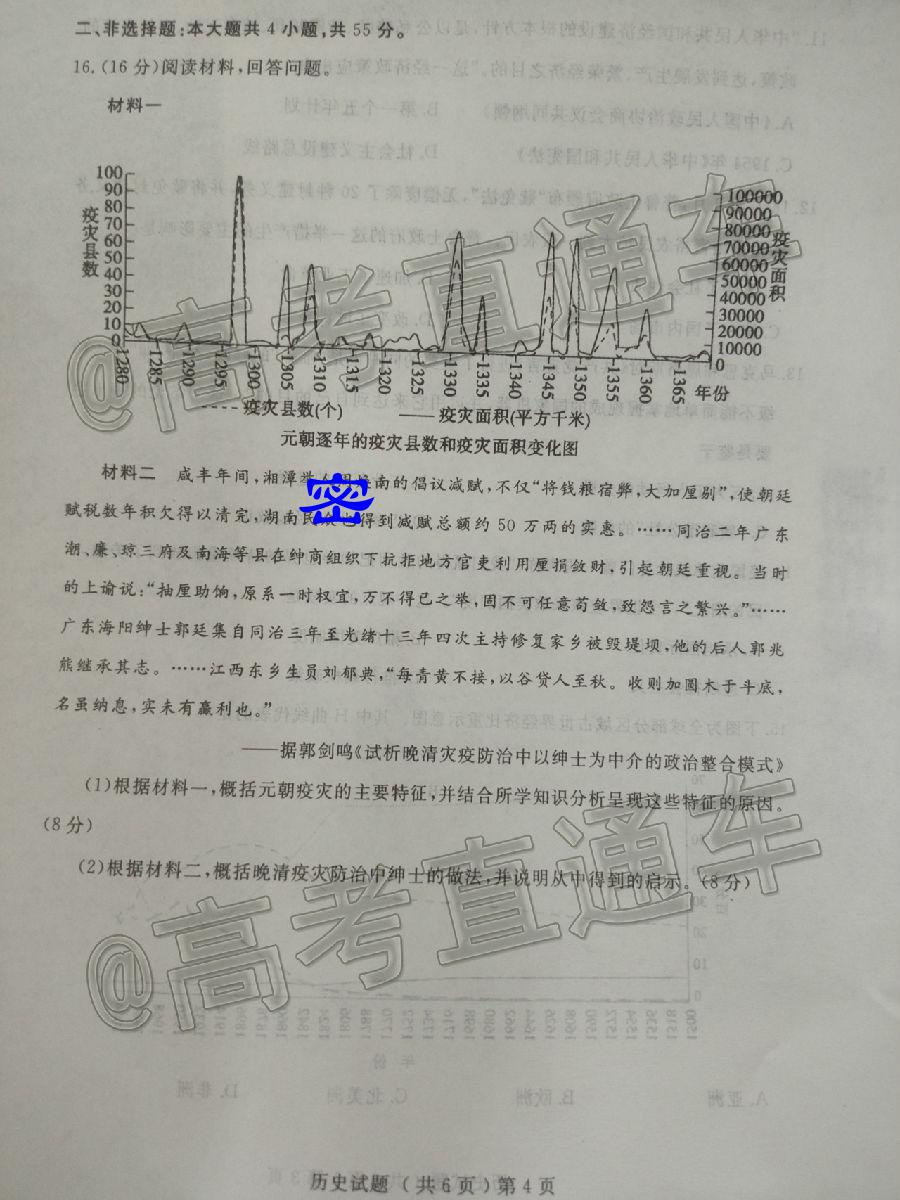 二、非选择题:本大题共4小题,共55分。
16.(16分)阅读材料,回答问题。
材料一
100
90
80
70
60
50
40
30
20
10
0
疫灾县数
100000
90000
80000
70000
60000
50000
40000
30000
20000
10000
0
疫灾面积
1280
1285
1290
1295
1300
1305
1310
1315
1320
1325
1330
1335
1340
1345
1350
1355
1360
1365
年份
疫灾县数(个) 疫灾面积(平方千米)
元朝逐年的疫灾县数和疫灾面积变化图
材料二 咸丰年间,湘潭举人周焕南的倡议减赋,不仅“将钱粮宿弊,大加厘剔”,使朝廷
赋税数年积欠得以清完,湖南民众也得到减赋总额约50万两的实惠。……同治二年广东
潮、廉、琼三府及南海等县在绅商组织下抗拒地方官吏利用厘捐敛财,引起朝廷重视。当时
的上谕说:“抽厘助饷,原系一时权宜,万不得已之举,固不可任意苛敛,致怨言之繁兴。”……
广东海阳绅士郭廷集自同治三年至光绪十三年四次主持修复家乡被毁堤坝,他的后人郭兆
熊继承其志。……江西东乡生员刘郁典,“每青黄不接,以谷贷人至秋。收则加圆木于斗底,
名虽纳息,实未有赢利也。”
——据郭剑鸣《试析晚清灾疫防治中以绅士为中介的政治整合模式》
(1)根据材料一,概括元朝疫灾的主要特征,并结合所学知识分析呈现这些特征的原因。
(8分)
(2)根据材料二,概括晚清疫灾防治中绅士的做法,并说明从中得到的启示。(8分)
@高考直通车
@高考直通车
密
历史试题(共6页)第4页